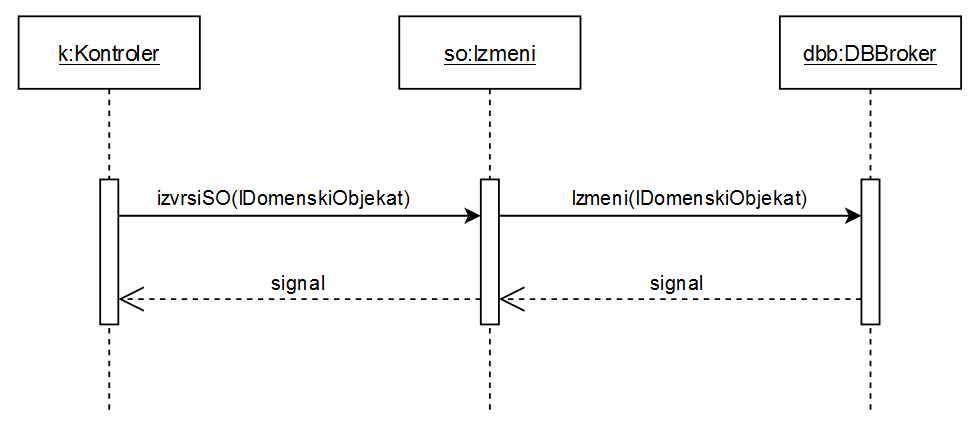 k:Kontroler
so:Izmeni
dbb:DBBroker
izvrsiSO(IDomenskiObjekat)
Izmeni(IDomenskiObjekat)
signal
signal